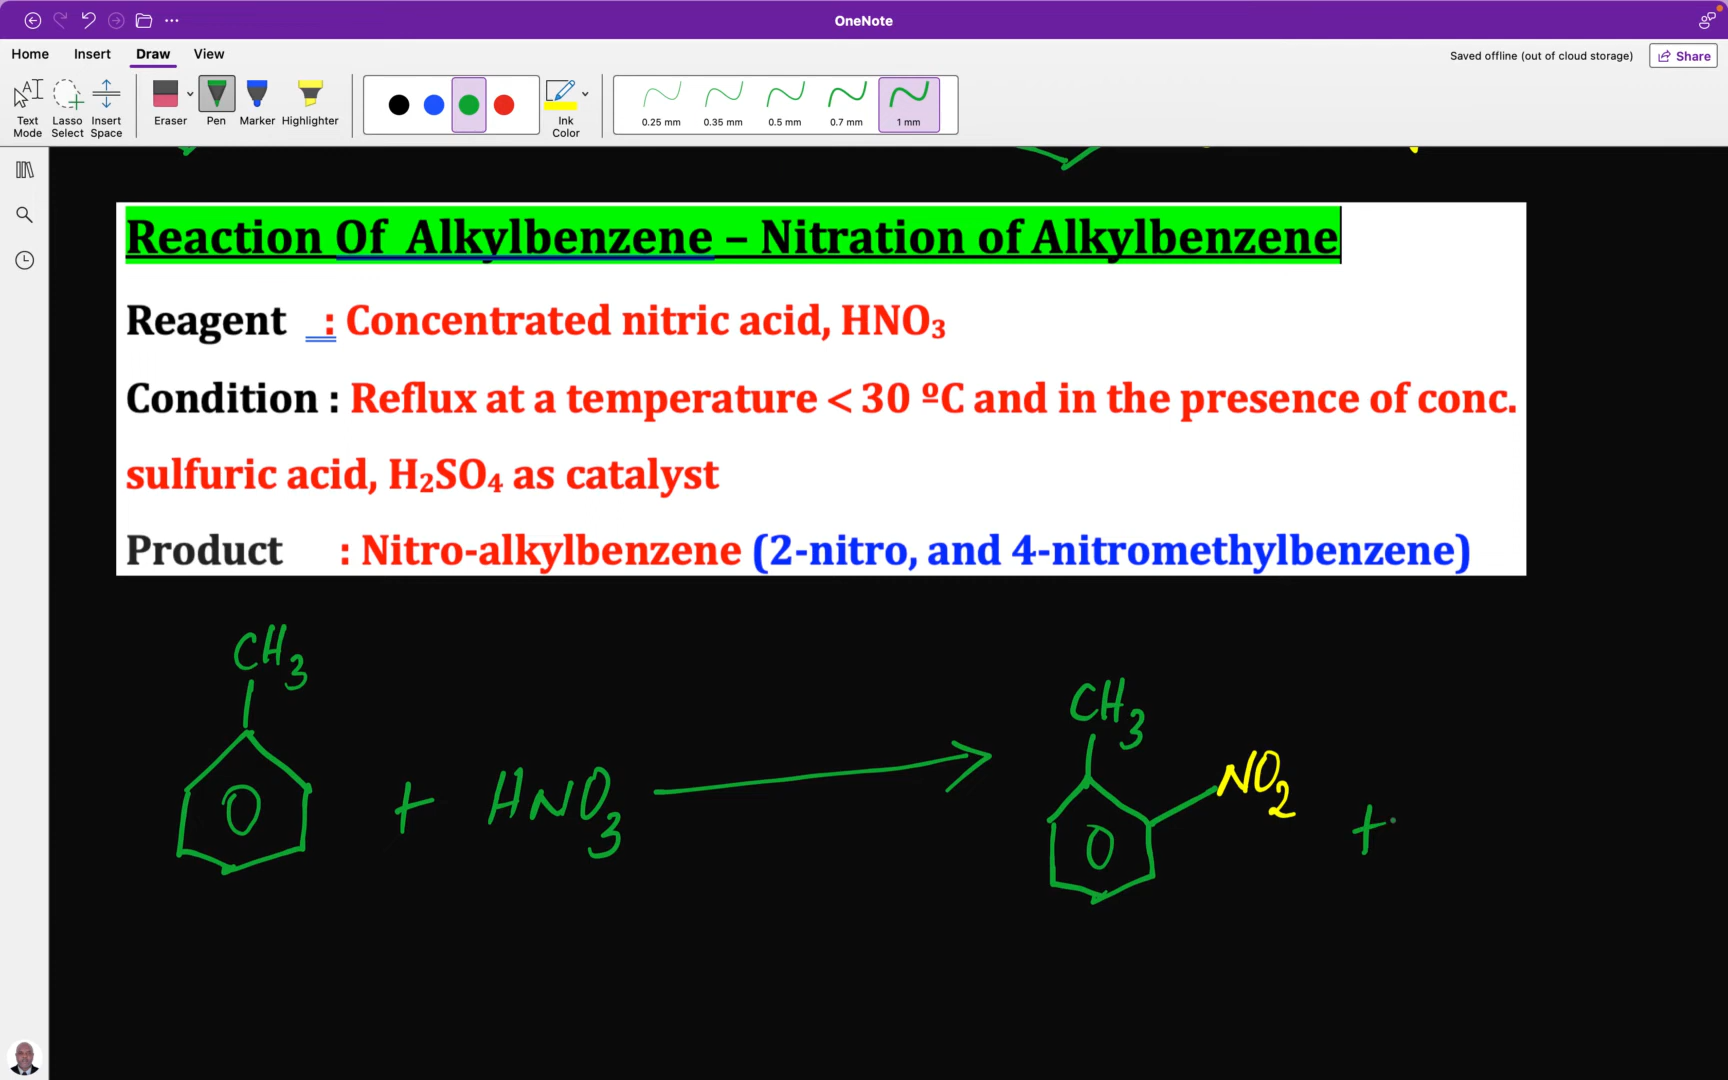 OneNote
Home Insert Draw View
Saved offline (out of cloud storage) Share
Text Mode
Lasso Select
Insert Space
Eraser
Pen
Marker
Highlighter
Ink Color
0.25 mm 0.35 mm 0.5 mm 0.7 mm 1 mm
Reaction Of Alkylbenzene – Nitration of Alkylbenzene
Reagent : Concentrated nitric acid, HNO₃
Condition : Reflux at a temperature < 30 ºC and in the presence of conc.
sulfuric acid, H₂SO₄ as catalyst
Product : Nitro-alkylbenzene (2-nitro, and 4-nitromethylbenzene)
CH₃
+ HNO₃
CH₃
NO₂
+